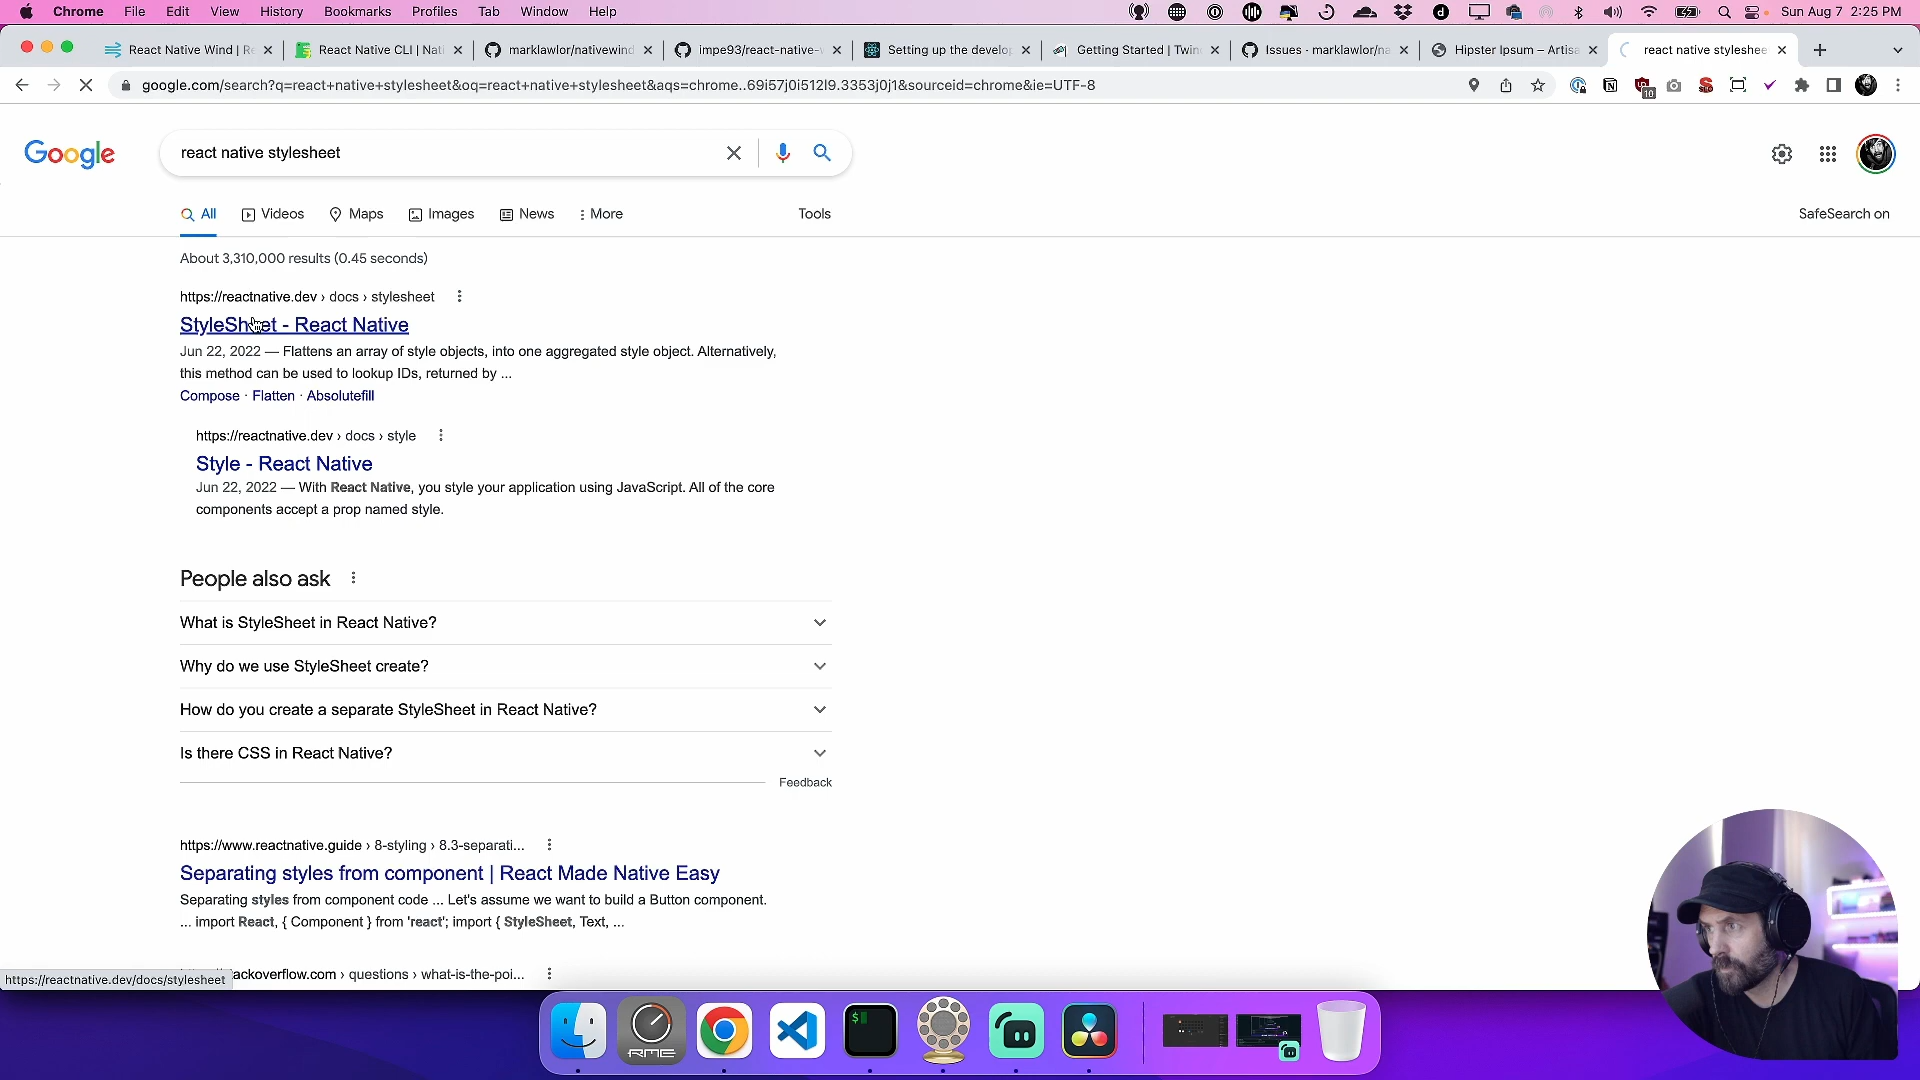 Chrome File Edit View History Bookmarks Profiles Tab Window Help Sun Aug 7 2:25 PM
React Native Wind | Re React Native CLI | Nati marklawlor/nativewind impe93/react-native- Setting up the develop Getting Started | Twin Issues · marklawlor/na Hipster Ipsum – Artisa react native styleshee
google.com/search?q=react+native+stylesheet&oq=react+native+stylesheet&aqs=chrome..69i57j0i512l9.3353j0j1&sourceid=chrome&ie=UTF-8
10
Google react native stylesheet
All Videos Maps Images News More Tools SafeSearch on
About 3,310,000 results (0.45 seconds)
https://reactnative.dev › docs › stylesheet
StyleSheet - React Native
Jun 22, 2022 — Flattens an array of style objects, into one aggregated style object. Alternatively,
this method can be used to lookup IDs, returned by ...
Compose · Flatten · Absolutefill
https://reactnative.dev › docs › style
Style - React Native
Jun 22, 2022 — With React Native, you style your application using JavaScript. All of the core
components accept a prop named style.
People also ask
What is StyleSheet in React Native?
Why do we use StyleSheet create?
How do you create a separate StyleSheet in React Native?
Is there CSS in React Native?
Feedback
https://www.reactnative.guide › 8-styling › 8.3-separati...
Separating styles from component | React Made Native Easy
Separating styles from component code ... Let's assume we want to build a Button component.
... import React, { Component } from 'react'; import { StyleSheet, Text, ...
ackoverflow.com › questions › what-is-the-poi...
https://reactnative.dev/docs/stylesheet
RME
$